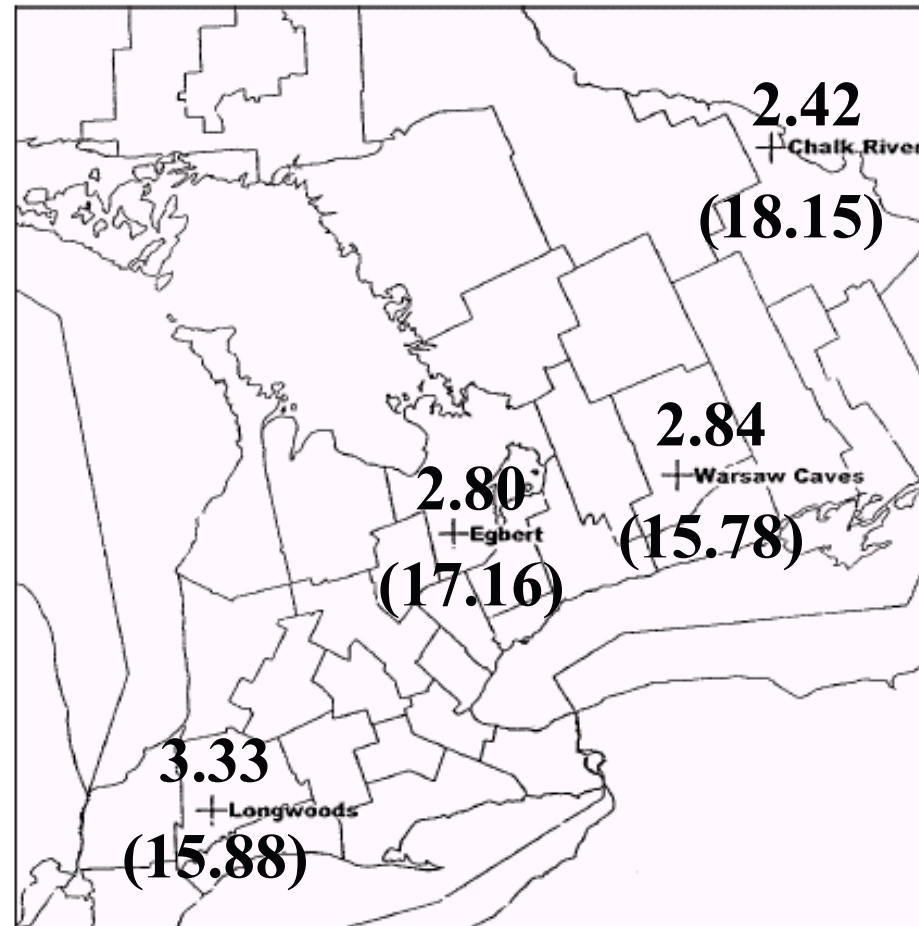 2.42
Chalk River
(18.15)
2.84
Warsaw Caves
(15.78)
2.80
Egbert
(17.16)
3.33
Longwoods
(15.88)